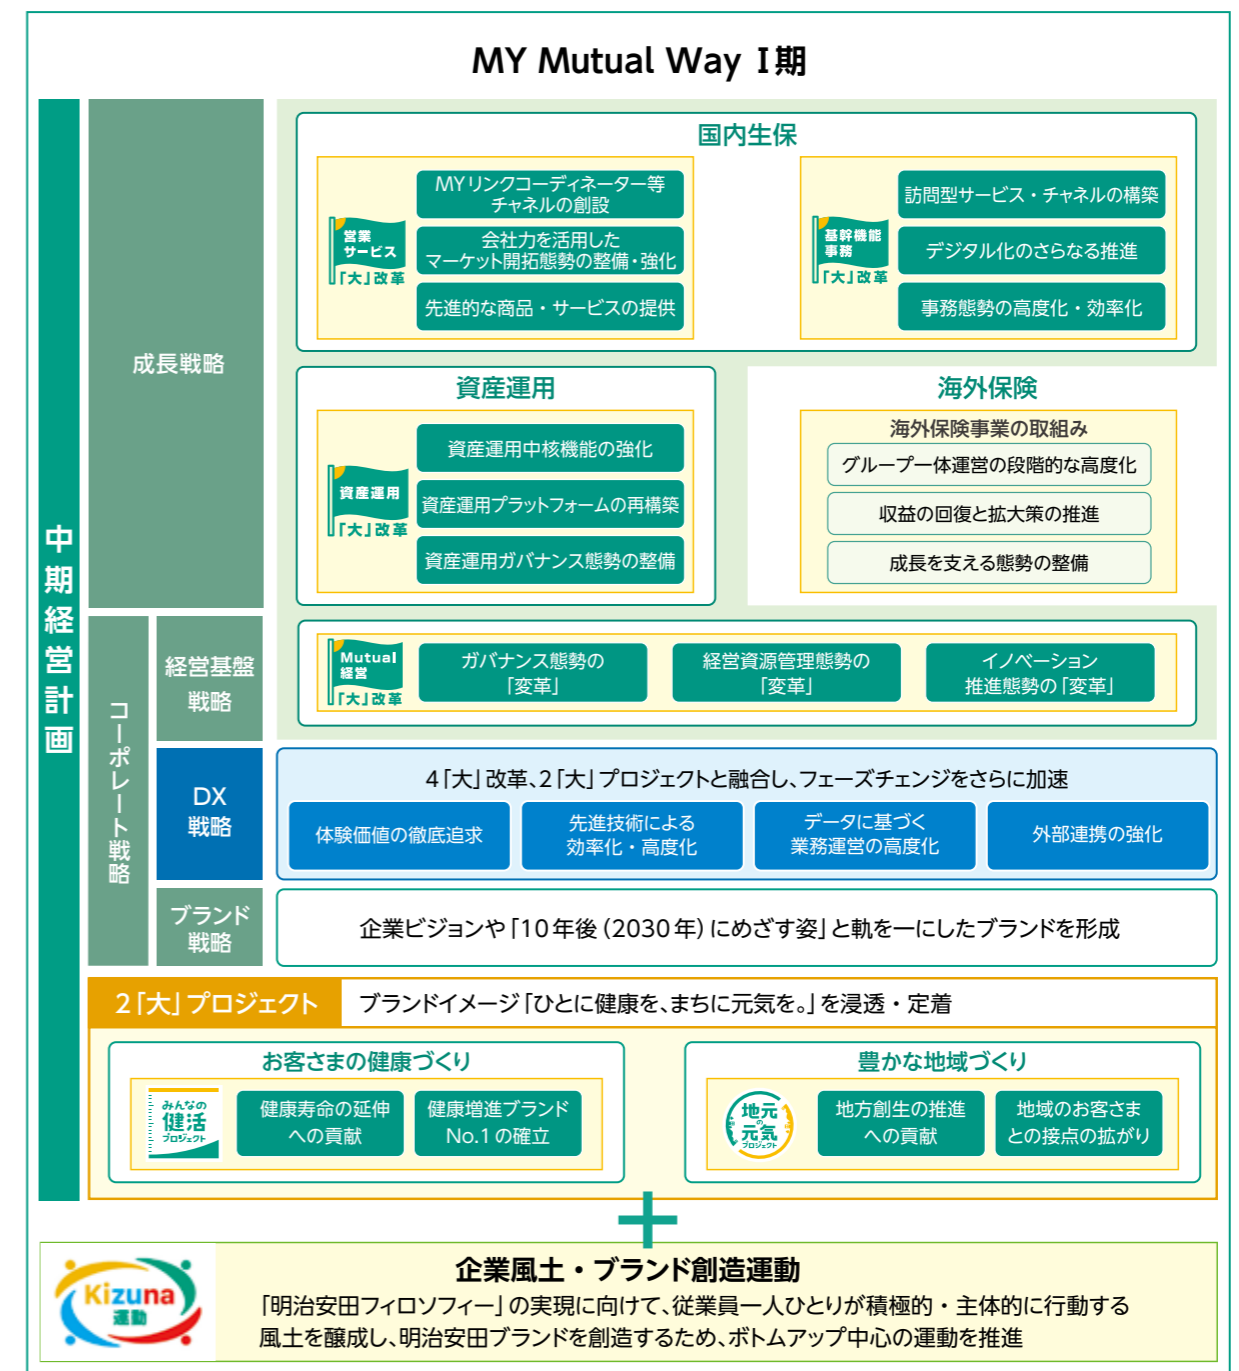 MY Mutual Way Ⅰ期
中期経営計画
成長戦略
国内生保
営業
サービス
「大」改革
MYリンクコーディネーター等
チャネルの創設
会社力を活用した
マーケット開拓態勢の整備・強化
先進的な商品・サービスの提供
基幹機能
事務
「大」改革
訪問型サービス・チャネルの構築
デジタル化のさらなる推進
事務態勢の高度化・効率化
資産運用
資産運用
「大」改革
資産運用中核機能の強化
資産運用プラットフォームの再構築
資産運用ガバナンス態勢の整備
海外保険
海外保険事業の取組み
グループ一体運営の段階的な高度化
収益の回復と拡大策の推進
成長を支える態勢の整備
コーポレート戦略
経営基盤
戦略
Mutual
経営
「大」改革
ガバナンス態勢の
「変革」
経営資源管理態勢の
「変革」
イノベーション
推進態勢の「変革」
DX
戦略
4「大」改革、2「大」プロジェクトと融合し、フェーズチェンジをさらに加速
体験価値の徹底追求
先進技術による
効率化・高度化
データに基づく
業務運営の高度化
外部連携の強化
ブランド
戦略
企業ビジョンや「10年後（2030年）にめざす姿」と軌を一にしたブランドを形成
2「大」プロジェクト
ブランドイメージ「ひとに健康を、まちに元気を。」を浸透・定着
お客さまの健康づくり
みんなの
健活
プロジェクト
健康寿命の延伸
への貢献
健康増進ブランド
No.1の確立
豊かな地域づくり
地元
の
元気
プロジェクト
地方創生の推進
への貢献
地域のお客さま
との接点の拡がり
+
Kizuna
運動
企業風土・ブランド創造運動
「明治安田フィロソフィー」の実現に向けて、従業員一人ひとりが積極的・主体的に行動する
風土を醸成し、明治安田ブランドを創造するため、ボトムアップ中心の運動を推進